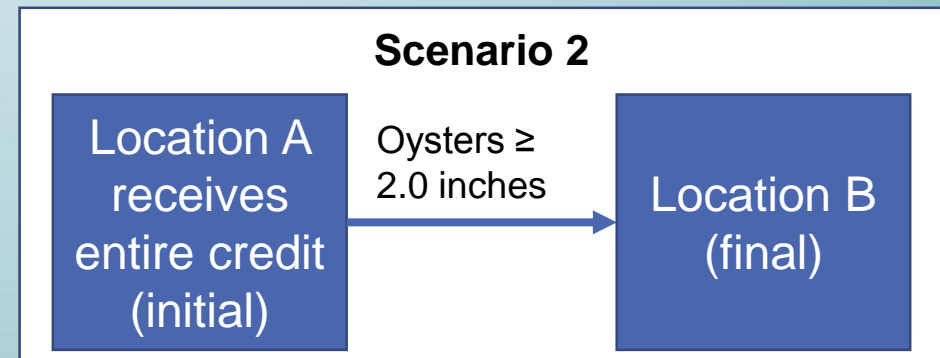 Scenario 2
Location A
receives
entire credit
(initial)
Oysters ≥
2.0 inches
Location B
(final)